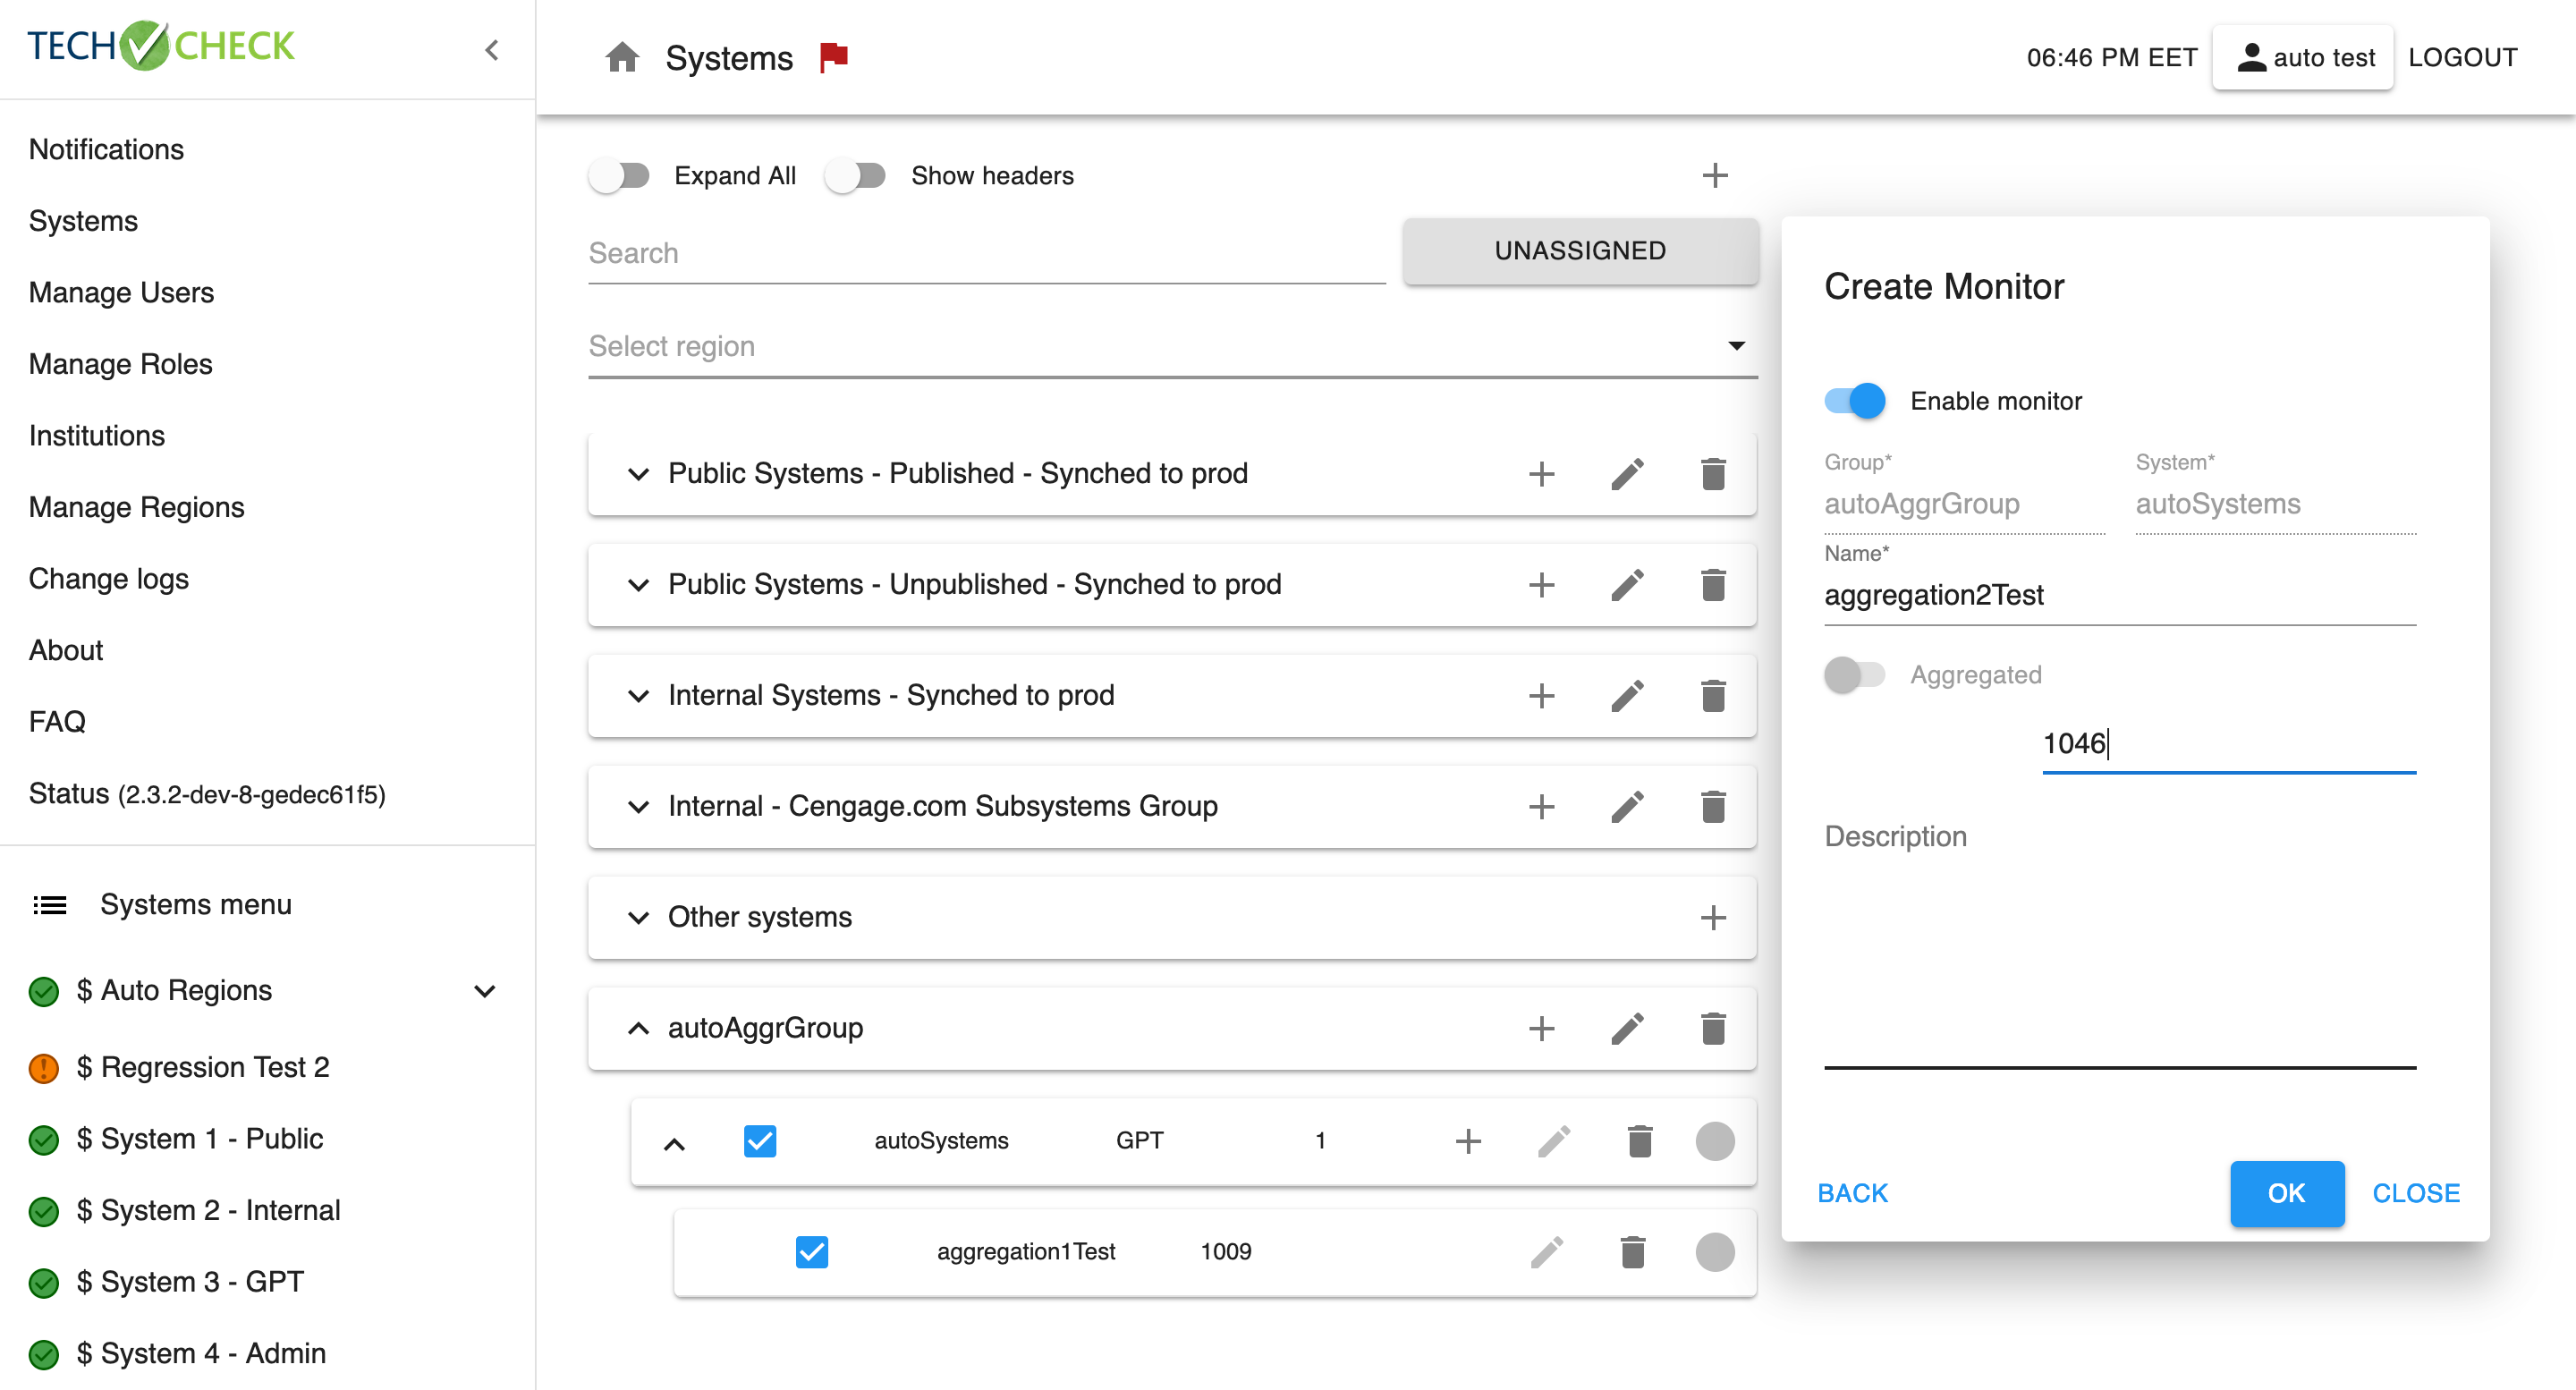 TECH CHECK
Notifications
Systems
Manage Users
Manage Roles
Institutions
Manage Regions
Change logs
About
FAQ
Status (2.3.2-dev-8-gedec61f5)
Systems menu
$ Auto Regions
$ Regression Test 2
$ System 1 - Public
$ System 2 - Internal
$ System 3 - GPT
$ System 4 - Admin
Systems
06:46 PM EET
auto test
LOGOUT
Expand All
Show headers
Search
UNASSIGNED
Select region
Public Systems - Published - Synched to prod
Public Systems - Unpublished - Synched to prod
Internal Systems - Synched to prod
Internal - Cengage.com Subsystems Group
Other systems
autoAggrGroup
autoSystems GPT 1
aggregation1Test 1009
Create Monitor
Enable monitor
Group* System*
autoAggrGroup autoSystems
Name*
aggregation2Test
Aggregated
1046
Description
BACK OK CLOSE